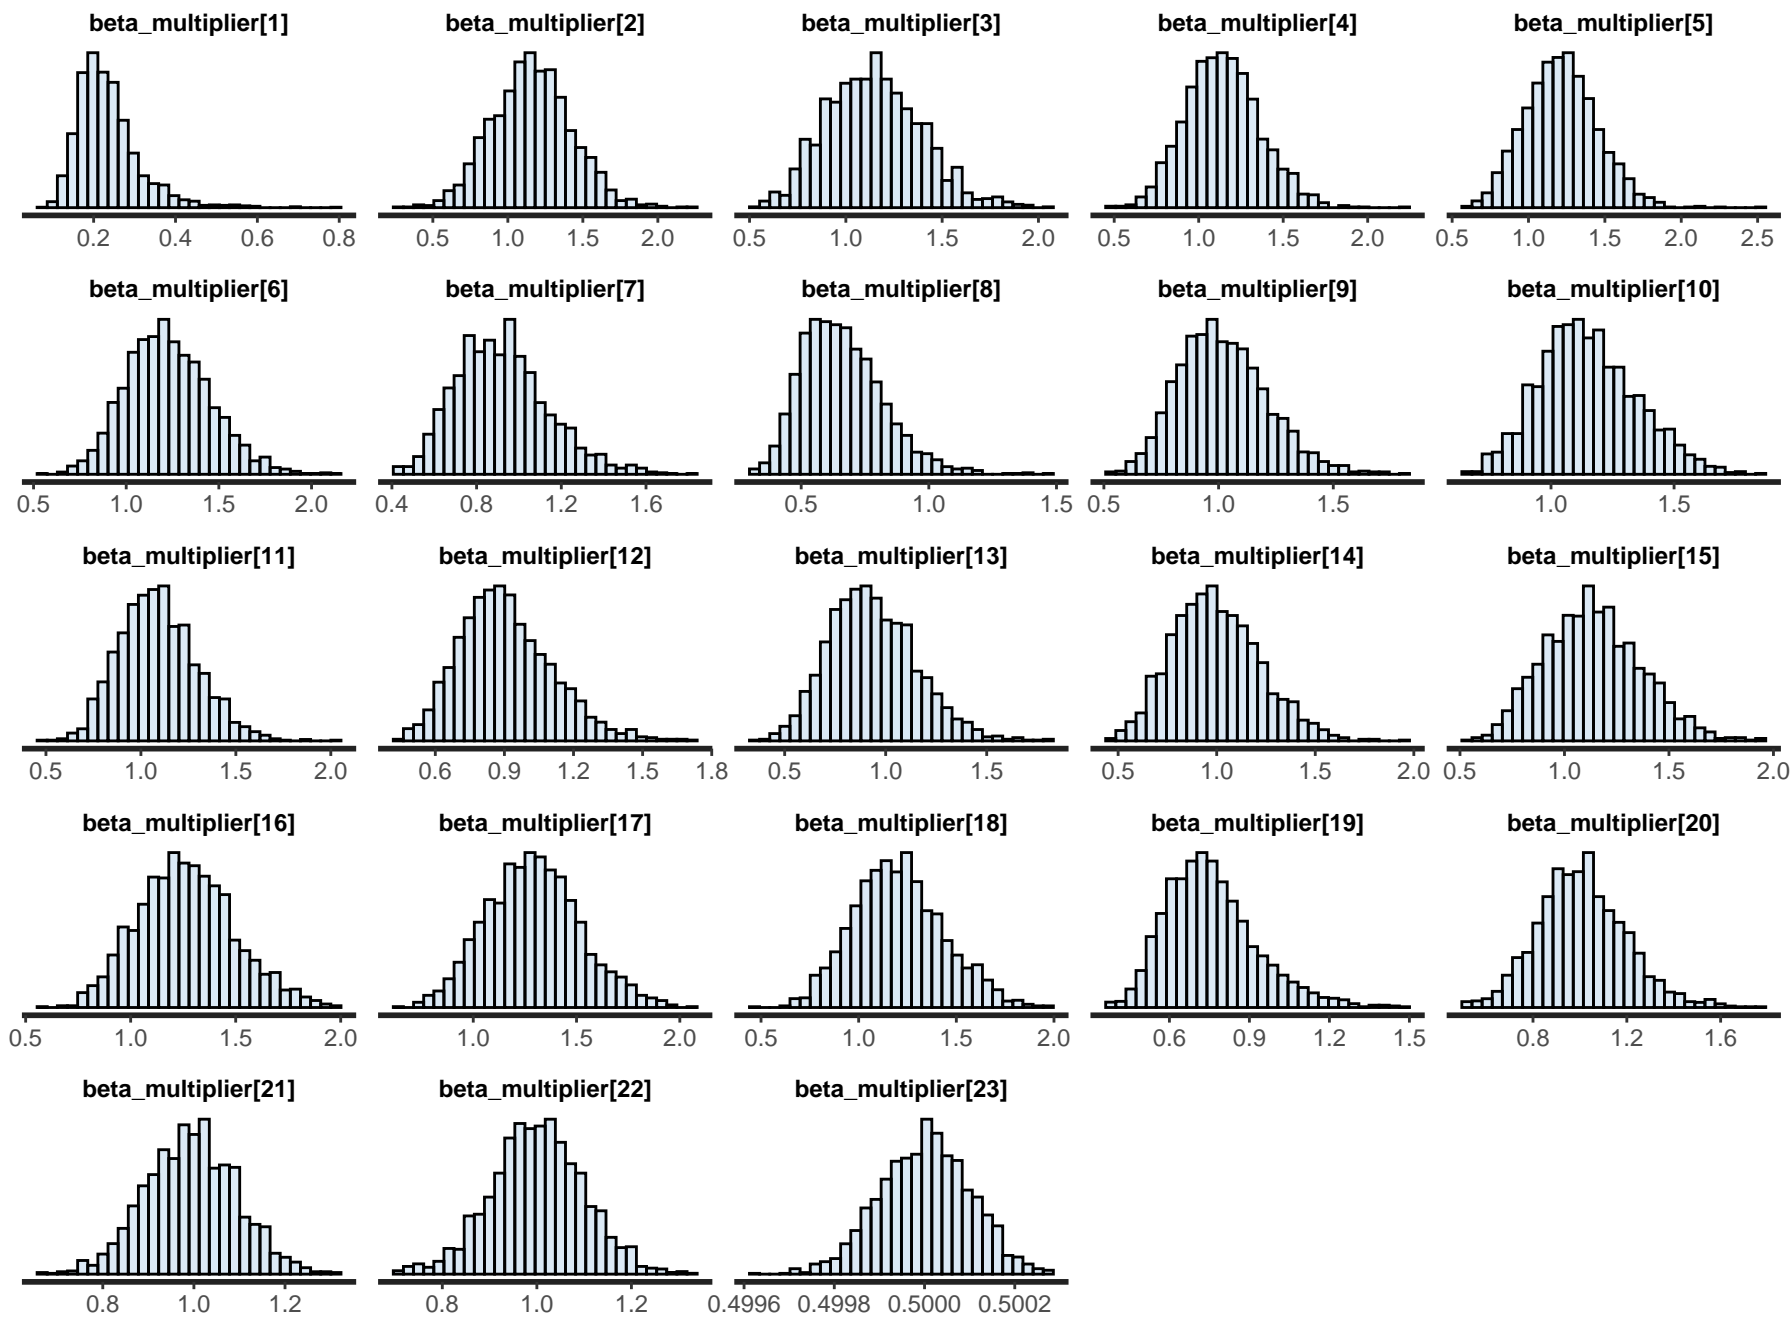 beta_multiplier[1] beta_multiplier[2] beta_multiplier[3] beta_multiplier[4] beta_multiplier[5]
0.2 0.4 0.6 0.8 0.5 1.0 1.5 2.0 0.5 1.0 1.5 2.0 0.5 1.0 1.5 2.0 0.5 1.0 1.5 2.0 2.5
beta_multiplier[6] beta_multiplier[7] beta_multiplier[8] beta_multiplier[9] beta_multiplier[10]
0.5 1.0 1.5 2.0 0.4 0.8 1.2 1.6 0.5 1.0 1.5 0.5 1.0 1.5 1.0 1.5
beta_multiplier[11] beta_multiplier[12] beta_multiplier[13] beta_multiplier[14] beta_multiplier[15]
0.5 1.0 1.5 2.0 0.6 0.9 1.2 1.5 1.8 0.5 1.0 1.5 0.5 1.0 1.5 2.0 0.5 1.0 1.5 2.0
beta_multiplier[16] beta_multiplier[17] beta_multiplier[18] beta_multiplier[19] beta_multiplier[20]
0.5 1.0 1.5 2.0 1.0 1.5 2.0 0.5 1.0 1.5 2.0 0.6 0.9 1.2 1.5 0.8 1.2 1.6
beta_multiplier[21] beta_multiplier[22] beta_multiplier[23]
0.8 1.0 1.2 0.8 1.0 1.2 0.4996 0.4998 0.5000 0.5002